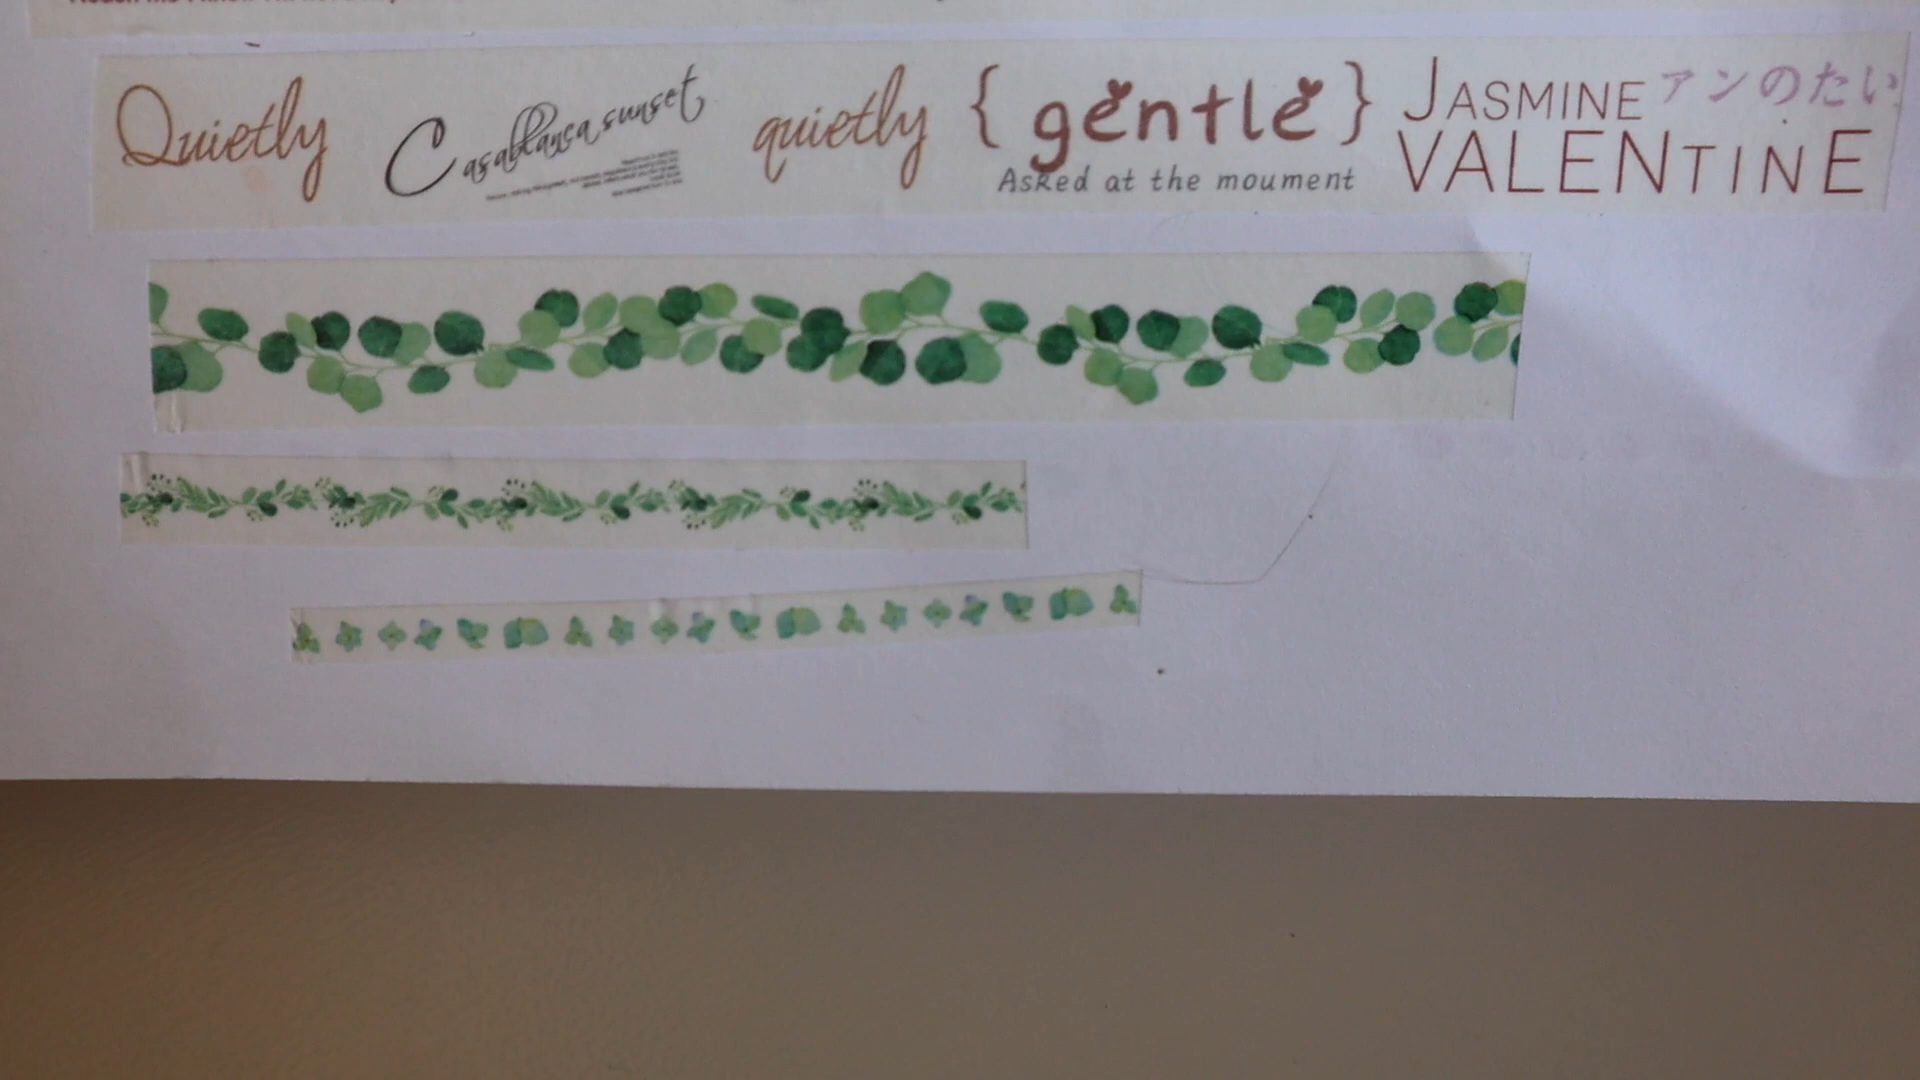 Quietly
Casablanca sunset
quietly
{ gentle }
Asked at the moument
JASMINE アンのたい
VALENTINE